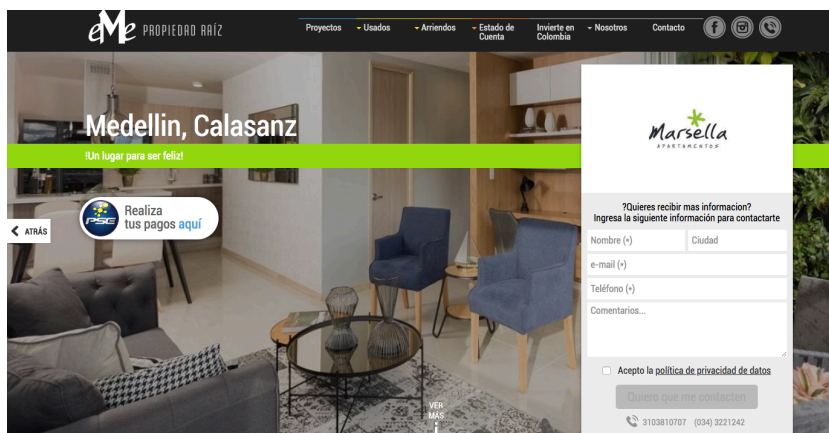 eMe PROPIEDAD RAÍZ
Proyectos
Usados
Arriendos
Estado de
Cuenta
Invierte en
Colombia
Nosotros
Contacto
Medellin, Calasanz
!Un lugar para ser feliz!
PSE
Realiza
tus pagos aquí
ATRÁS
VER
MÁS
Marsella
APARTAMENTOS
?Quieres recibir mas informacion?
Ingresa la siguiente información para contactarte
Nombre (*)
Ciudad
e-mail (*)
Teléfono (*)
Comentarios...
Acepto la política de privacidad de datos
Quiero que me contacten
3103810707 (034) 3221242